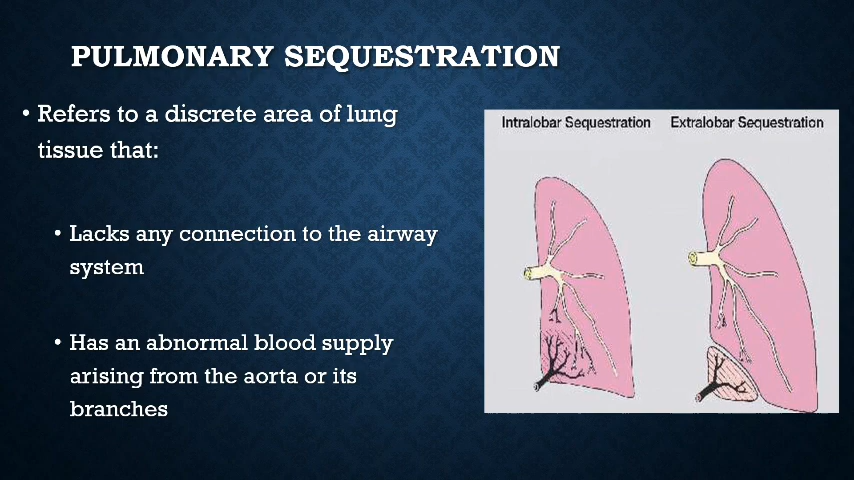 PULMONARY SEQUESTRATION
• Refers to a discrete area of lung
tissue that:
• Lacks any connection to the airway
system
• Has an abnormal blood supply
arising from the aorta or its
branches
Intralobar Sequestration
Extralobar Sequestration